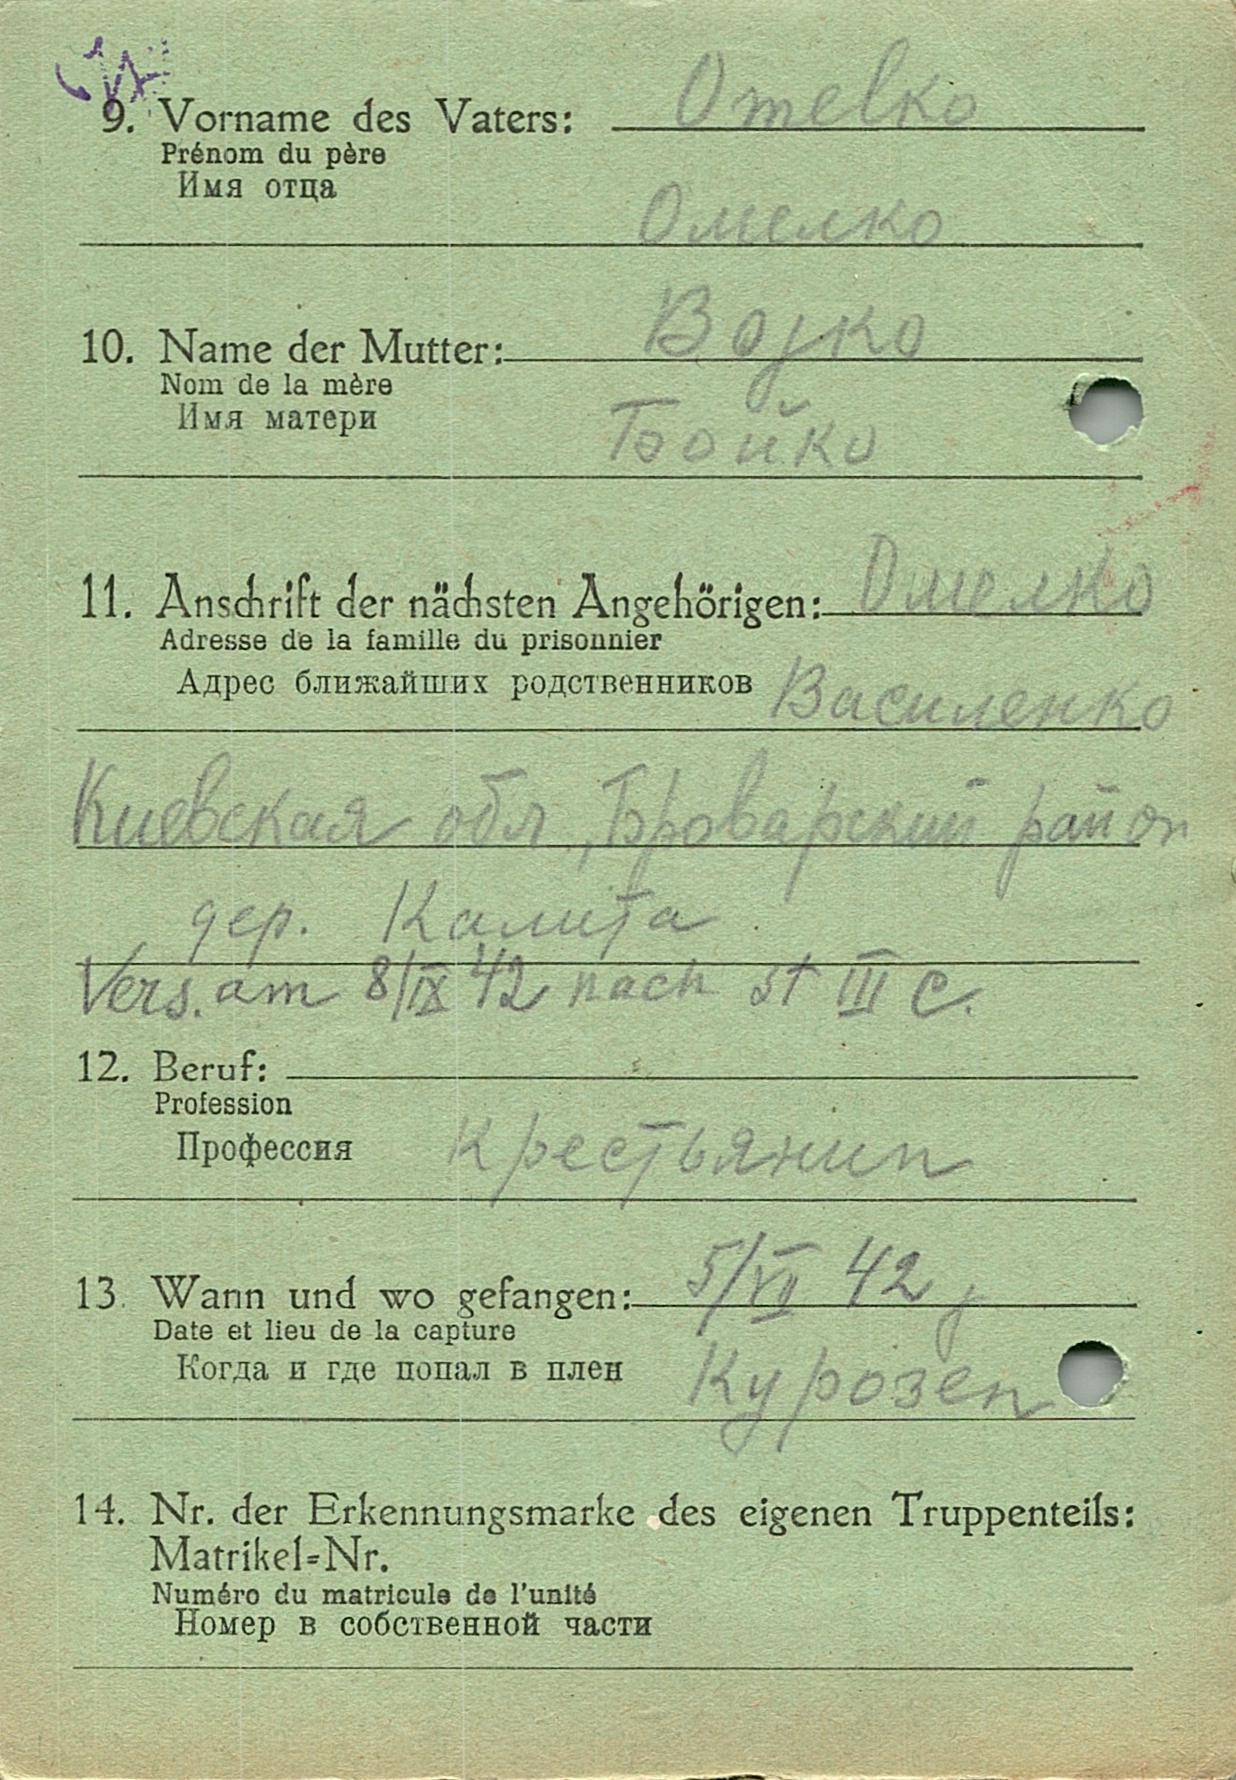 9. Vorname des Vaters: Omelko
Prénom du père
Имя отца
Омелко
10. Name der Mutter: Bojko
Nom de la mère
Имя матери
Бойко
11. Anschrift der nächsten Angehörigen: Омелко
Adresse de la famille du prisonnier
Адрес ближайших родственников Василенко
Киевская обл, Броварский район
дер. Калита
Vers. am 8/IX 42 nach st III C.
12. Beruf:
Profession
Профессия крестьянин
13. Wann und wo gefangen: 5/VII 42
Date et lieu de la capture
Когда и где попал в плен Курозеп
14. Nr. der Erkennungsmarke des eigenen Truppenteils:
Matrikel-Nr.
Numéro du matricule de l'unité
Номер в собственной части